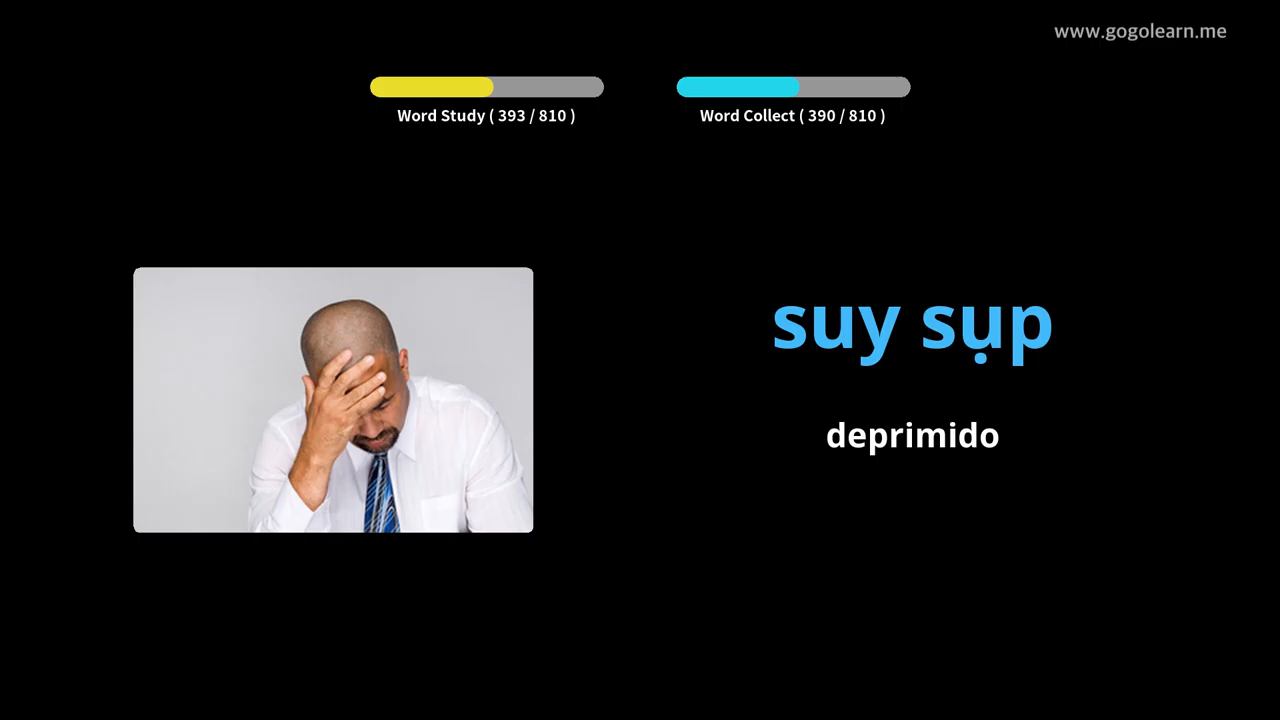 www.gogolearn.me
Word Study ( 393 / 810 )
Word Collect ( 390 / 810 )
suy sụp
deprimido